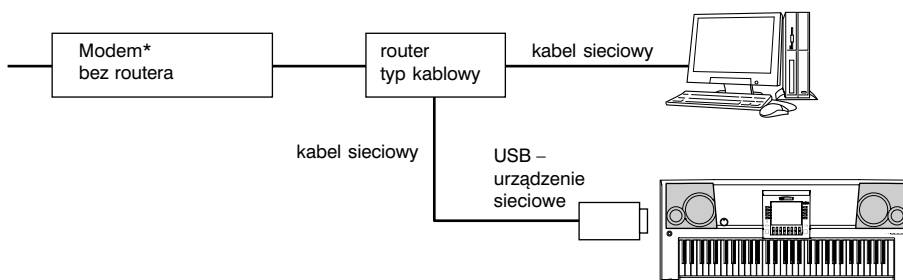 Modem*
bez routera
router
typ kablowy
kabel sieciowy
kabel sieciowy
USB –
urządzenie
sieciowe